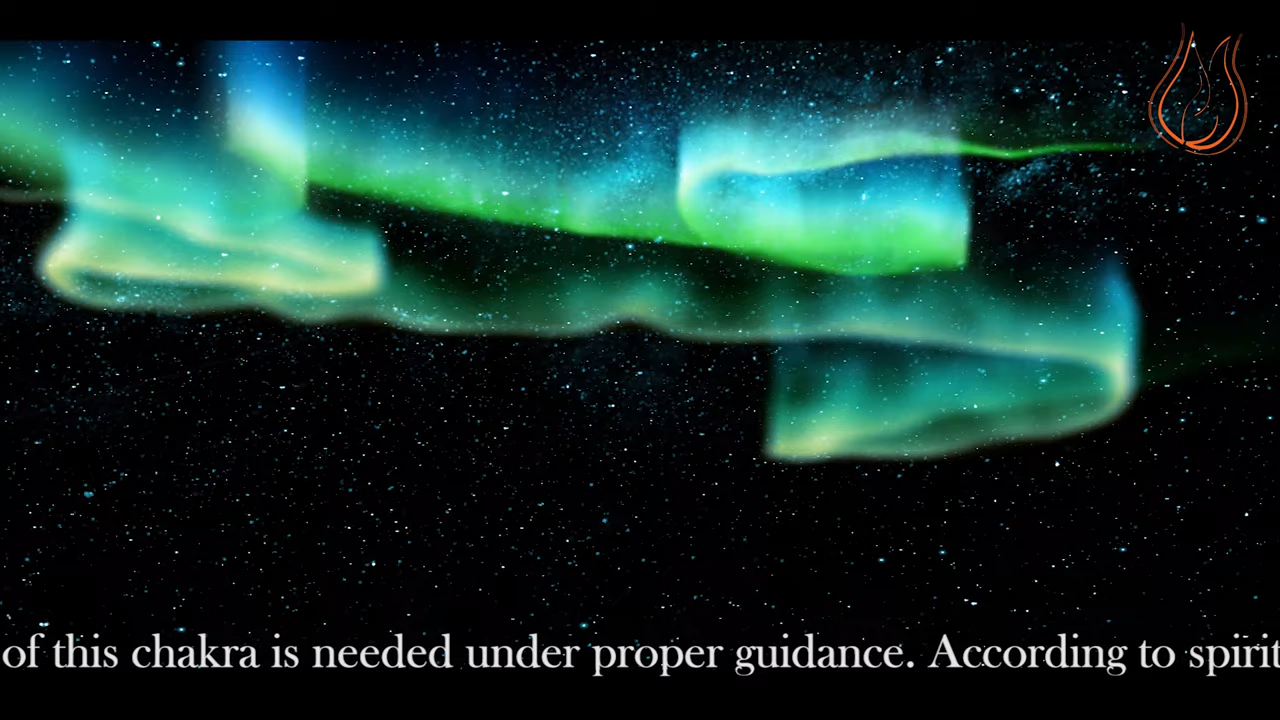 of this chakra is needed under proper guidance. According to spirit